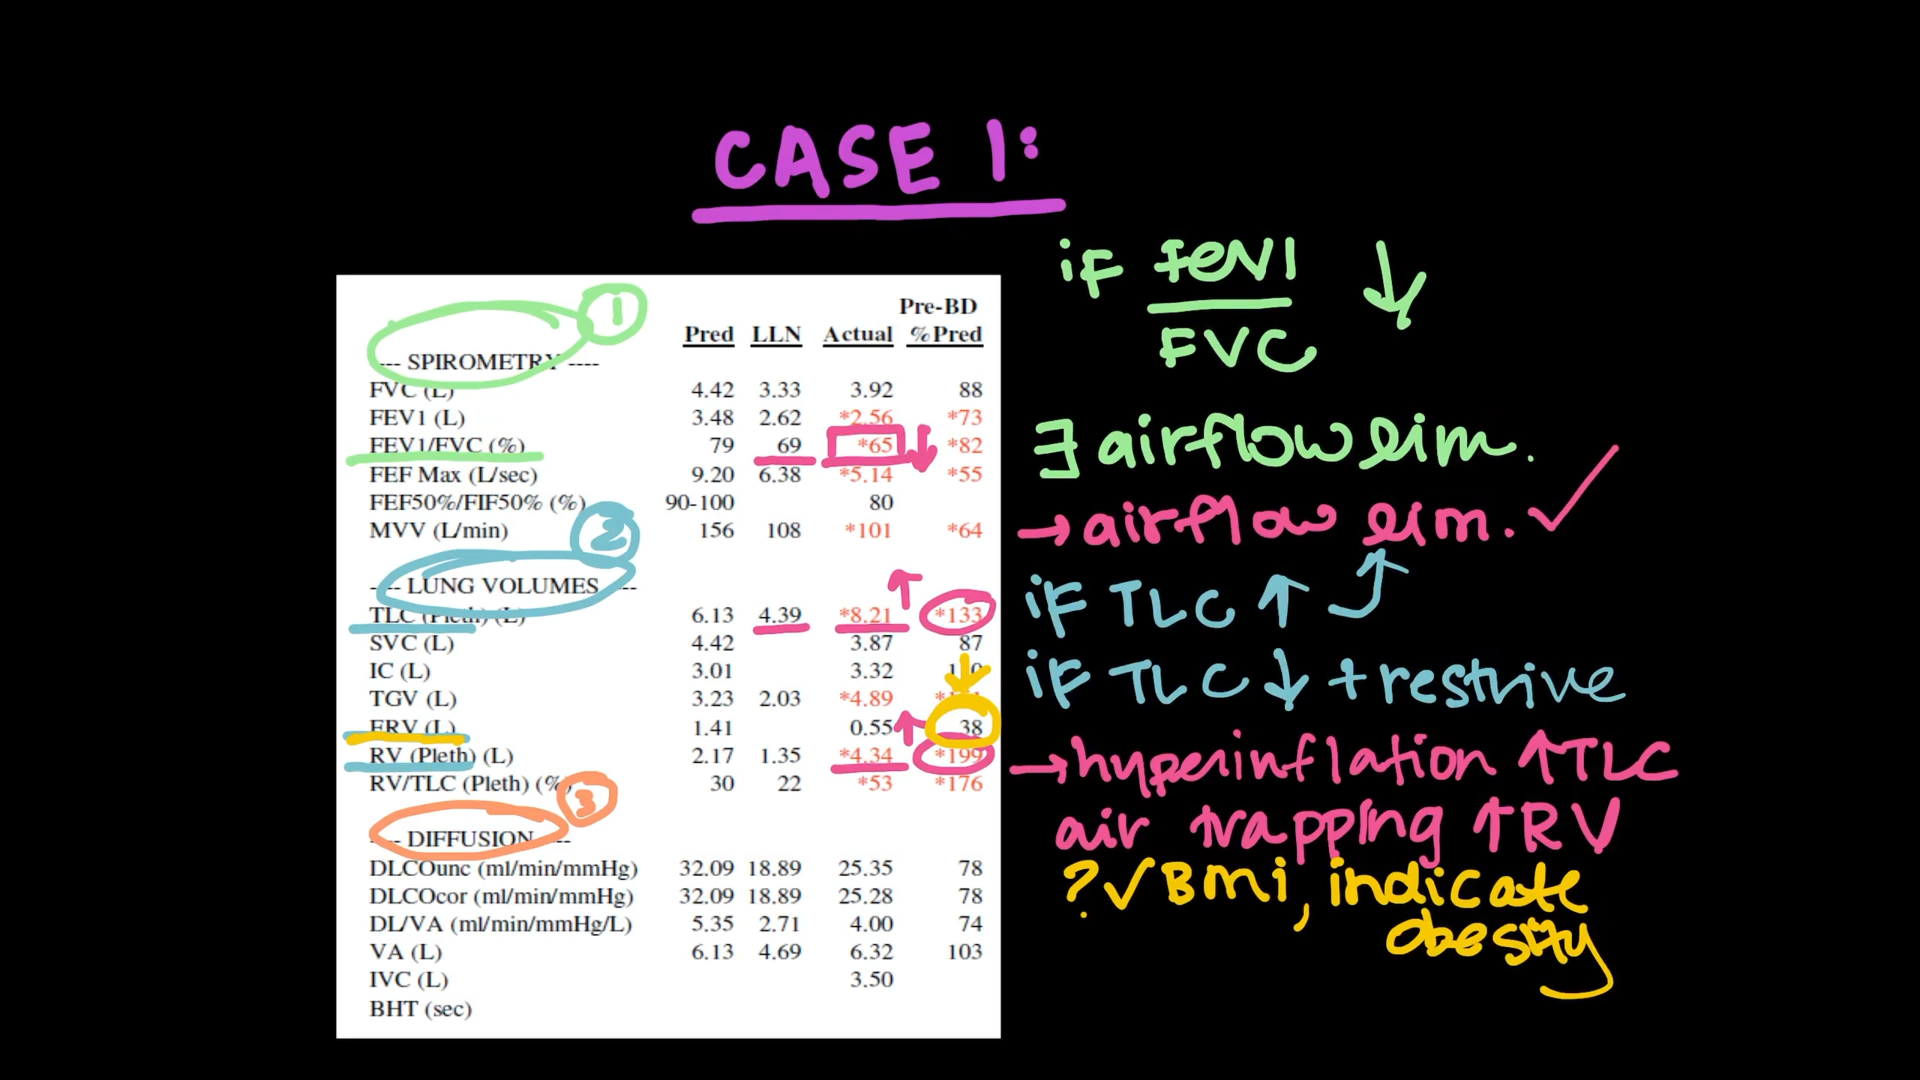 CASE 1:
Pre-BD
Pred LLN Actual % Pred
1
--- SPIROMETRY ----
FVC (L) 4.42 3.33 3.92 88
FEV1 (L) 3.48 2.62 *2.56 *73
FEV1/FVC (%) 79 69 *65 *82
FEF Max (L/sec) 9.20 6.38 *5.14 *55
FEF50%/FIF50% (%) 90-100 80
MVV (L/min) 156 108 *101 *64
2
---- LUNG VOLUMES ----
TLC (Pleth) (L) 6.13 4.39 *8.21 *133
SVC (L) 4.42 3.87 87
IC (L) 3.01 3.32
TGV (L) 3.23 2.03 *4.89
ERV (L) 1.41 0.55 38
RV (Pleth) (L) 2.17 1.35 *4.34 *199
RV/TLC (Pleth) (%) 30 22 *53 *176
3
---- DIFFUSION ----
DLCOunc (ml/min/mmHg) 32.09 18.89 25.35 78
DLCOcor (ml/min/mmHg) 32.09 18.89 25.28 78
DL/VA (ml/min/mmHg/L) 5.35 2.71 4.00 74
VA (L) 6.13 4.69 6.32 103
IVC (L) 3.50
BHT (sec)
if FEV1 ↓
FVC
∃ airflow lim.
→ airflow lim. ✓
if TLC ↑ ⤴
if TLC ↓ + restrive
→ hyperinflation ↑TLC
air trapping ↑RV
? ✓ BMI, indicate
obesity